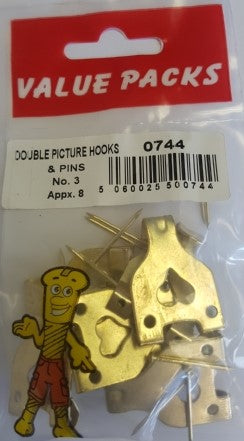 VALUE PACKS
DOUBLE PICTURE HOOKS 0744
& PINS
No. 3
Appx. 8
5 060025 500744